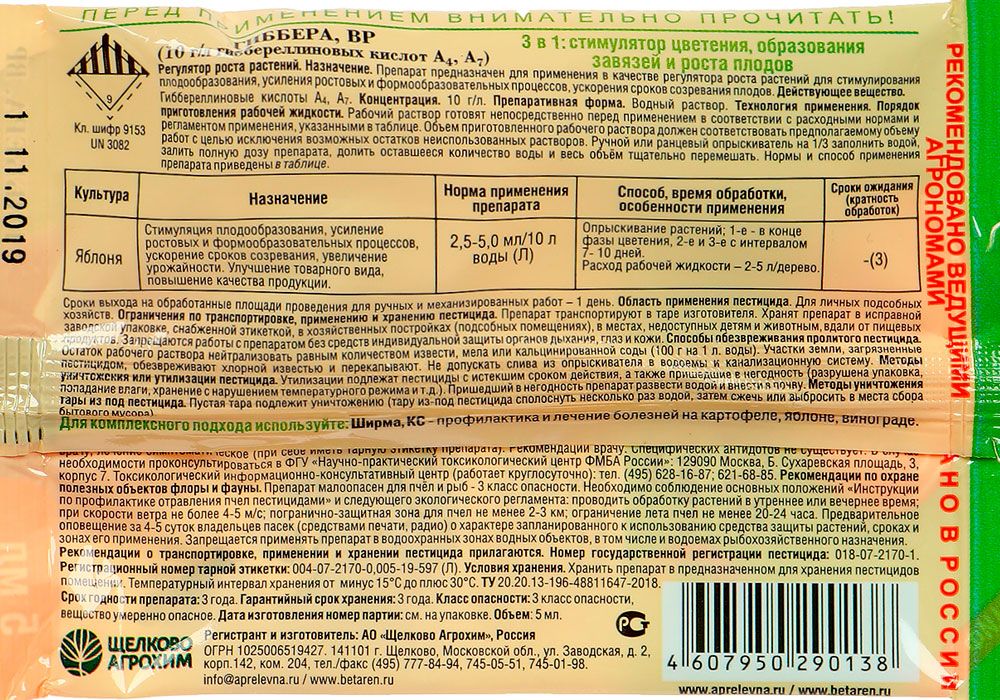 ПЕРЕД ПРИМЕНЕНИЕМ ВНИМАТЕЛЬНО ПРОЧИТАТЬ!
ГИББЕРА, ВР
(10 г/л гиббереллиновых кислот А4, А7)
3 в 1: стимулятор цветения, образования
завязей и роста плодов
9
Кл. шифр 9153
UN 3082
Регулятор роста растений. Назначение. Препарат предназначен для применения в качестве регулятора роста растений для стимулирования
плодообразования, усиления ростовых и формообразовательных процессов, ускорения сроков созревания плодов. Действующее вещество.
Гибберeллиновые кислоты А4, А7. Концентрация. 10 г/л. Препаративная форма. Водный раствор. Технология применения. Порядок
приготовления рабочей жидкости. Рабочий раствор готовят непосредственно перед применением в соответствии с расходными нормами и
регламентом применения, указанными в таблице. Объем приготовленного рабочего раствора должен соответствовать предполагаемому объему
работ с целью исключения возможных остатков неиспользованных растворов. Ручной или ранцевый опрыскиватель на 1/3 заполнить водой,
залить полную дозу препарата, долить оставшееся количество воды и весь объём тщательно перемешать. Нормы и способ применения
препарата приведены в таблице.
Культура
Назначение
Норма применения
препарата
Способ, время обработки,
особенности применения
Сроки ожидания
(кратность
обработок)
Яблоня
Стимуляция плодообразования, усиление
ростовых и формообразовательных процессов,
ускорение сроков созревания, увеличение
урожайности. Улучшение товарного вида,
повышение качества продукции.
2,5-5,0 мл/10 л
воды (Л)
Опрыскивание растений; 1-е - в конце
фазы цветения, 2-е и 3-е с интервалом
7- 10 дней.
Расход рабочей жидкости – 2-5 л/дерево.
-(3)
Сроки выхода на обработанные площади проведения для ручных и механизированных работ – 1 день. Область применения пестицида. Для личных подсобных
хозяйств. Ограничения по транспортировке, применению и хранению пестицида. Препарат транспортируют в таре изготовителя. Хранят препарат в исправной
заводской упаковке, снабженной этикеткой, в хозяйственных постройках (подсобных помещениях), в местах, недоступных детям и животным, вдали от пищевых
продуктов. Запрещаются работы с препаратом без средств индивидуальной защиты органов дыхания, глаз и кожи. Способы обезвреживания пролитого пестицида.
Остаток рабочего раствора нейтрализовать равным количеством извести, мела или кальцинированной соды (100 г на 1 л. воды). Участки земли, загрязненные
пестицидом, обезвреживают хлорной известью и перекапывают. Не допускать слива из опрыскивателя в водоемы и канализационную систему. Методы
уничтожения или утилизации пестицида. Утилизации подлежат пестициды с истекшим сроком действия, а также пришедшие в негодность (разрушена упаковка,
попадание влаги, хранение с нарушением температурного режима и т.д.). Пришедший в негодность препарат развести водой и внести в почву. Методы уничтожения
тары из под пестицида. Пустая тара подлежит уничтожению (тару из-под пестицида сполоснуть несколько раз водой, затем сжечь или выбросить в места сбора
бытового мусора)
Для комплексного подхода используйте: Ширма, КС - профилактика и лечение болезней на картофеле, яблоне, винограде.
врачу, лечение симптоматическое (при себе иметь тарную этикетку препарата). Рекомендации врачу. Специфических антидотов не существует.
необходимости проконсультироваться в ФГУ «Научно-практический токсикологический центр ФМБА России»: 129090 Москва, Б. Сухаревская площадь, 3,
корпус 7. Токсикологический информационно-консультативный центр (работает круглосуточно): тел. (495) 628-16-87; 621-68-85. Рекомендации по охране
полезных объектов флоры и фауны. Препарат малоопасен для пчёл и рыб - 3 класс опасности. Необходимо соблюдение основных положений «Инструкции
по профилактике отравления пчел пестицидами» и следующего экологического регламента: проводить обработку растений в утреннее или вечернее время;
при скорости ветра не более 4-5 м/с; погранично-защитная зона для пчел не менее 2-3 км; ограничение лета пчел не менее 20-24 часа. Предварительное
оповещение за 4-5 суток владельцев пасек (средствами печати, радио) о характере запланированного к использованию средства защиты растений, сроках и
зонах его применения. Запрещается применять препарат в водоохранных зонах водных объектов, в том числе и водоемах рыбохозяйственного назначения.
Рекомендации о транспортировке, применении и хранении пестицида прилагаются. Номер государственной регистрации пестицида: 018-07-2170-1.
Регистрационный номер тарной этикетки: 004-07-2170-0,005-19-597 (Л). Условия хранения. Хранить препарат в предназначенном для хранения пестицидов
помещении. Температурный интервал хранения от минус 15°С до плюс 30°С. ТУ 20.20.13-196-48811647-2018.
Срок годности препарата: 3 года. Гарантийный срок хранения: 3 года. Класс опасности: 3 класс опасности,
вещество умеренно опасное. Дата изготовления номер партии: см. на упаковке. Объем: 5 мл.
ЩЕЛКОВО
АГРОХИМ
Регистрант и изготовитель: АО «Щелково Агрохим», Россия
ОГРН 1025006519427. 141101 г. Щелково, Московской обл., ул. Заводская, д. 2,
корп.142, ком. 204, тел./факс (495) 777-84-94, 745-05-51, 745-01-98.
info@aprelevna.ru / www.betaren.ru
РСТ
4 607950 290138
www.aprelevna.ru / www.betaren.ru
РЕКОМЕНДОВАНО ВЕДУЩИМИ
АГРОНОМАМИ
АНО В РОССИИ
11.2019